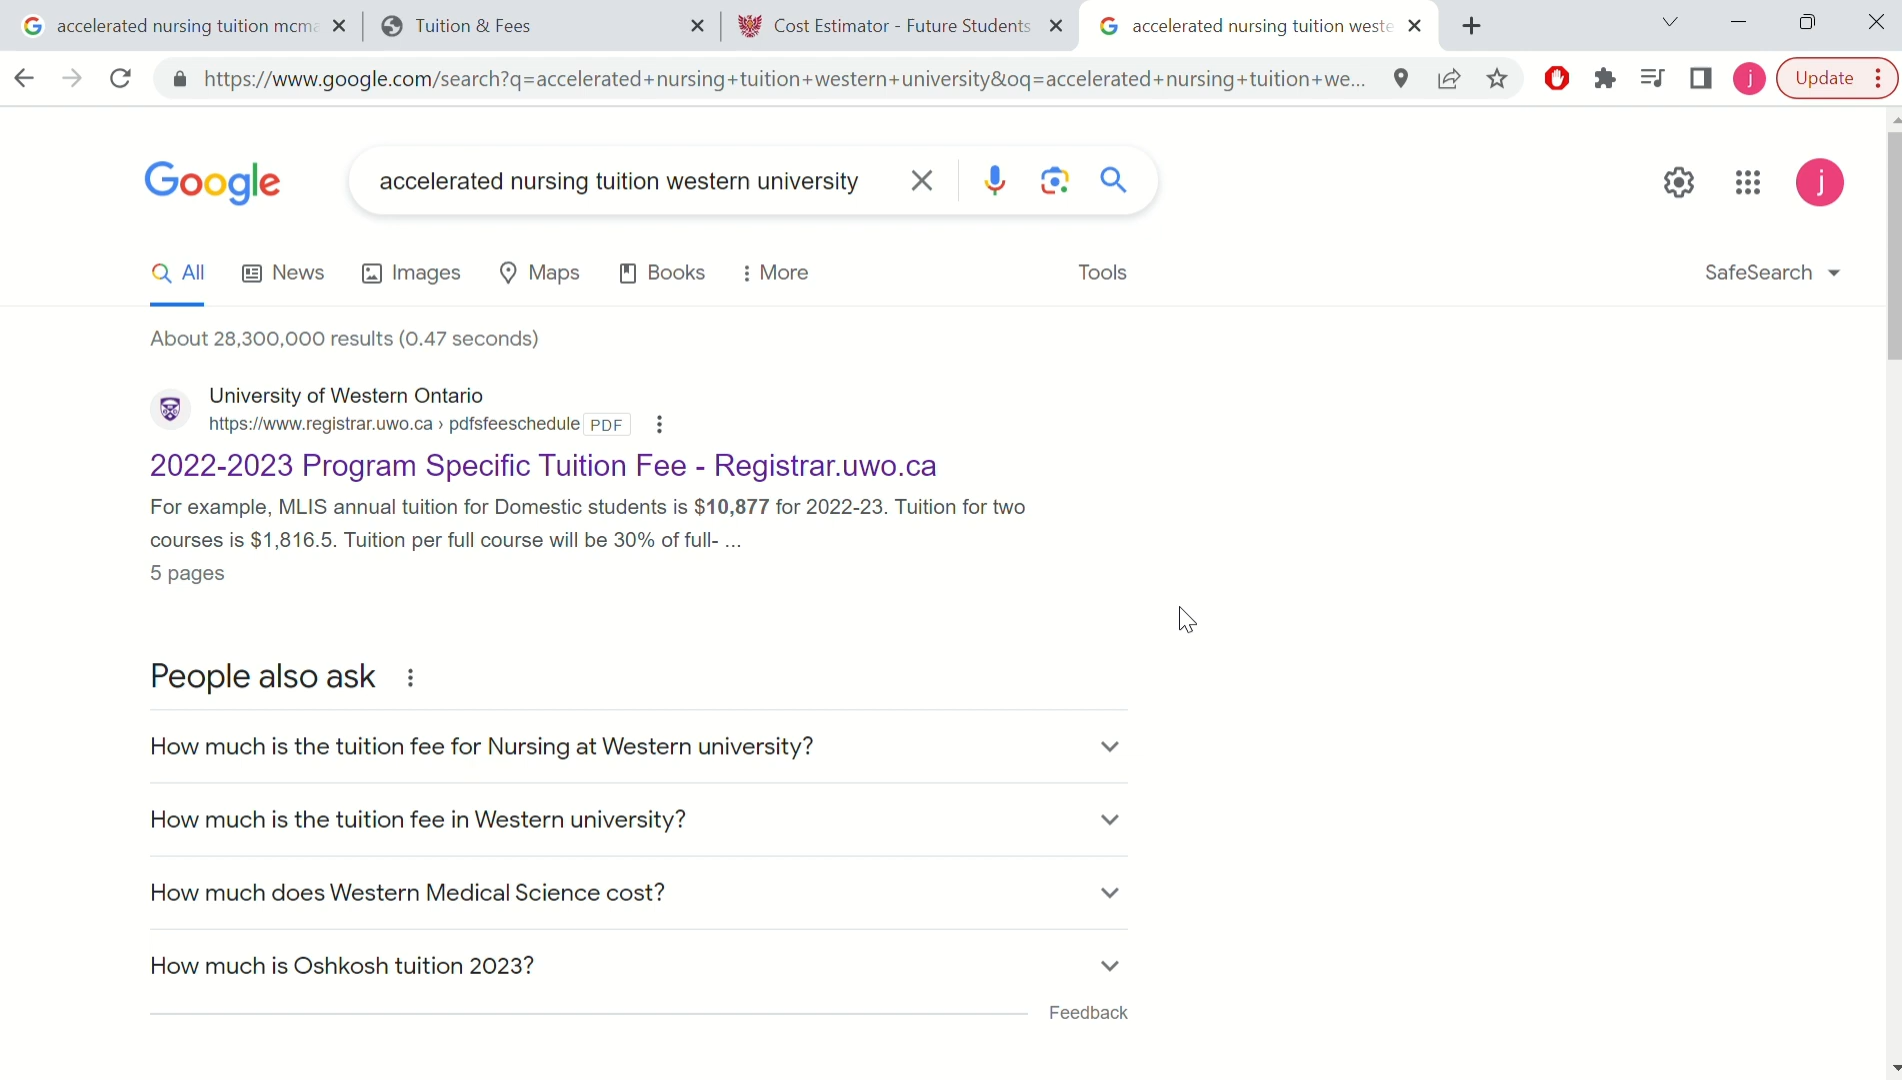 accelerated nursing tuition mcma
Tuition & Fees
Cost Estimator - Future Students
accelerated nursing tuition weste
https://www.google.com/search?q=accelerated+nursing+tuition+western+university&oq=accelerated+nursing+tuition+we...
j
Update
Google
accelerated nursing tuition western university
j
All
News
Images
Maps
Books
More
Tools
SafeSearch
About 28,300,000 results (0.47 seconds)
University of Western Ontario
https://www.registrar.uwo.ca › pdfsfeeschedule PDF
2022-2023 Program Specific Tuition Fee - Registrar.uwo.ca
For example, MLIS annual tuition for Domestic students is $10,877 for 2022-23. Tuition for two
courses is $1,816.5. Tuition per full course will be 30% of full- ...
5 pages
People also ask
How much is the tuition fee for Nursing at Western university?
How much is the tuition fee in Western university?
How much does Western Medical Science cost?
How much is Oshkosh tuition 2023?
Feedback